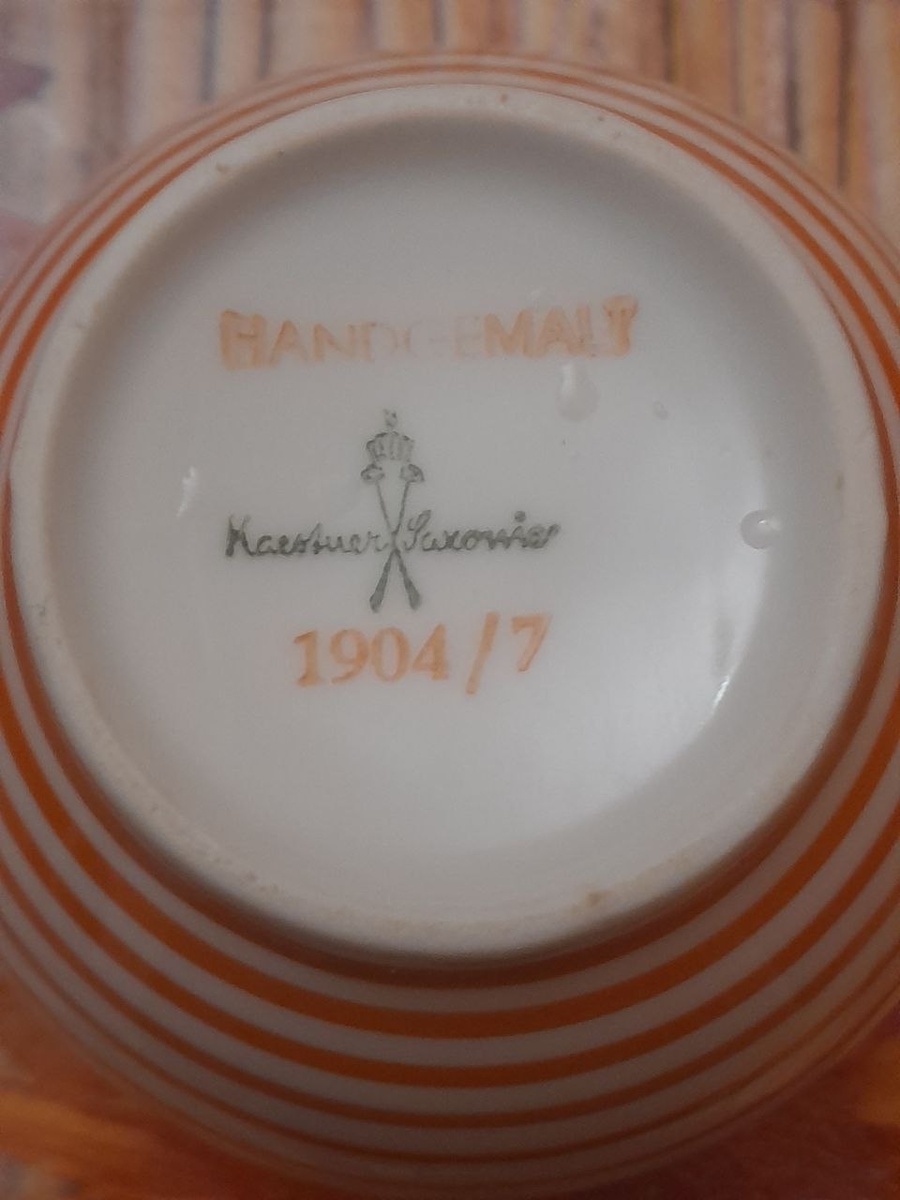 HANDGEMALT
Kaestner Saxonia
1904/7